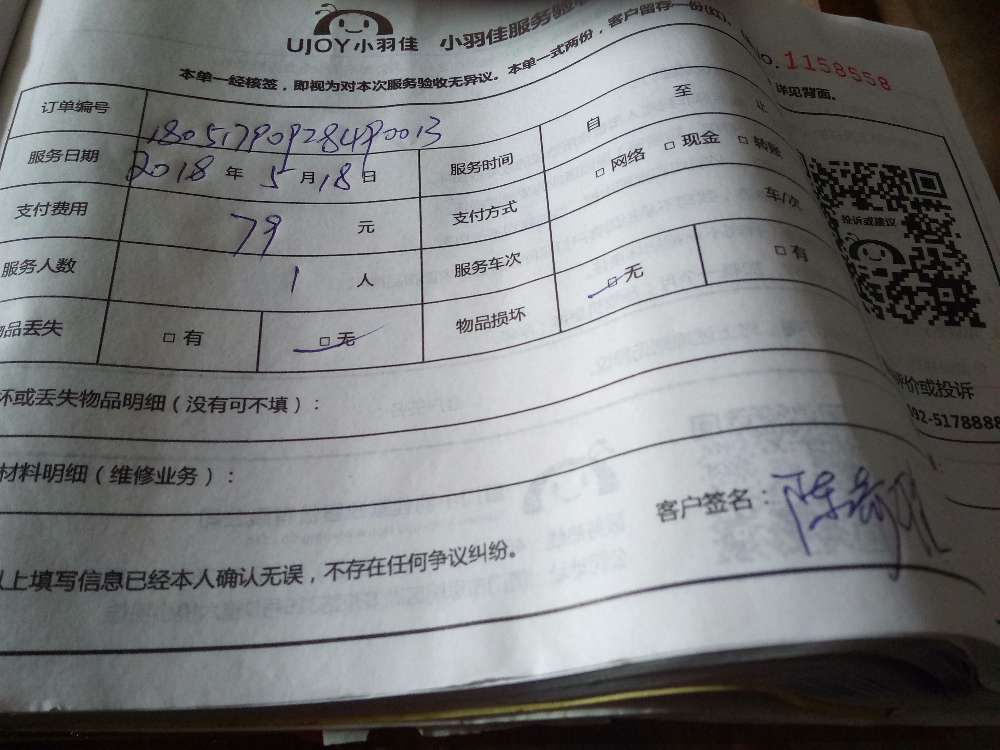 UJOY小羽佳 小羽佳服务验
No. 1158558
本单一经核签，即视为对本次服务验收无异议。本单一式两份，客户留存一份(红)。
详见背面。
订单编号 18051790928490013
服务日期 2018 年 5 月 18 日 服务时间 自 至 止
支付费用 79 元 支付方式 □ 网络 □ 现金 □ 转账
服务人数 1 人 服务车次 车/次
物品丢失 □ 有 □ 无 物品损坏 □ 无 □ 有
坏或丢失物品明细（没有可不填）：
材料明细（维修业务）：
客户签名：
以上填写信息已经本人确认无误，不存在任何争议纠纷。
投诉或建议
评价或投诉
092-5178888